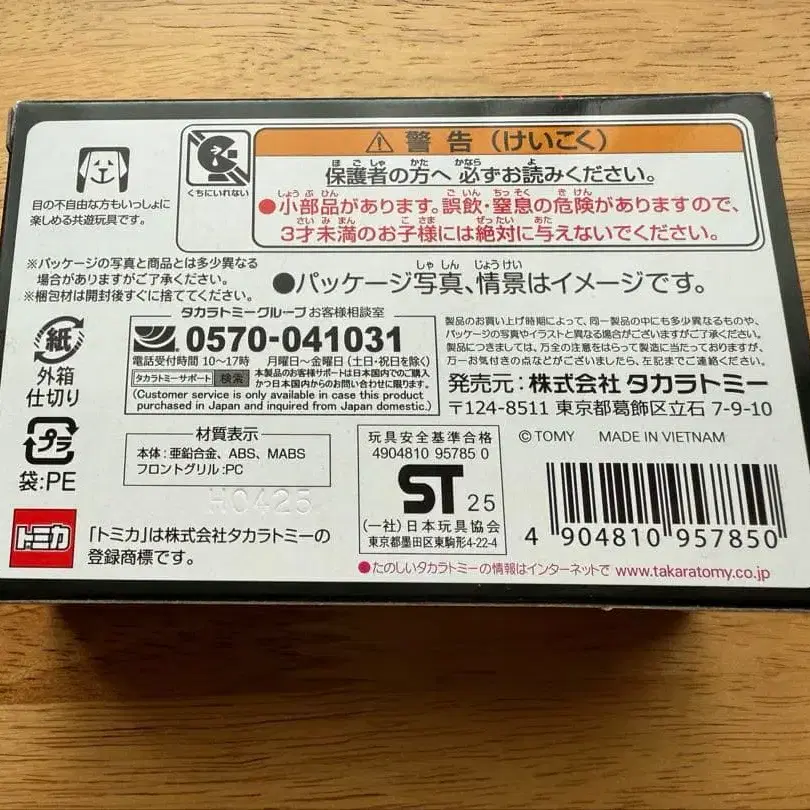 目の不自由な方もいっしょに
楽しめる共遊玩具です。
くちにいれない
警告(けいこく)
保護者の方へ 必ずお読みください。
●小部品があります。誤飲・窒息の危険がありますので、
3才未満のお子様には絶対に与えないでください。
※パッケージの写真と商品とは多少異なる
場合がありますがご了承ください。
※梱包材は開封後すぐに捨ててください。
●パッケージ写真、情景はイメージです。
紙
外箱
仕切り
プラ
袋:PE
タカラトミーグループお客様相談室
0570-041031
電話受付時間 10〜17時 月曜日〜金曜日(土日・祝日を除く)
タカラトミーサポート 検索
本製品のお客様サポートは日本国内でのご購入
かつ日本国内からのお問い合わせに限ります。
(Customer service is only available in case this product
purchased in Japan and inquired from Japan domestic.)
製品のお買い上げ時期によって、同一製品の中にも多少異なるものや、
パッケージの写真やイラストと異なる場合がございますがご了承ください。
製品につきましては、万全の注意をはらって製造に当たっておりますが、
万一お気付きの点などがございましたら、左記までご連絡ください。
発売元:株式会社 タカラトミー
〒124-8511 東京都葛飾区立石 7-9-10
材質表示
本体:亜鉛合金、ABS、MABS
フロントグリル:PC
HC425
玩具安全基準合格
4904810 95785 0
ST 25
(一社)日本玩具協会
東京都墨田区東駒形4-22-4
© TOMY MADE IN VIETNAM
4 904810 957850
トミカ
「トミカ」は株式会社タカラトミーの
登録商標です。
●たのしいタカラトミーの情報はインターネットで www.takaratomy.co.jp